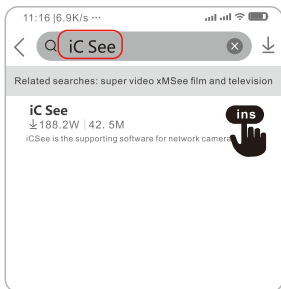 11:16 |6.9K/s ···
iC See
Related searches: super video xMSee film and television
iC See
188.2W | 42. 5M
ins
iCSee is the supporting software for network camera